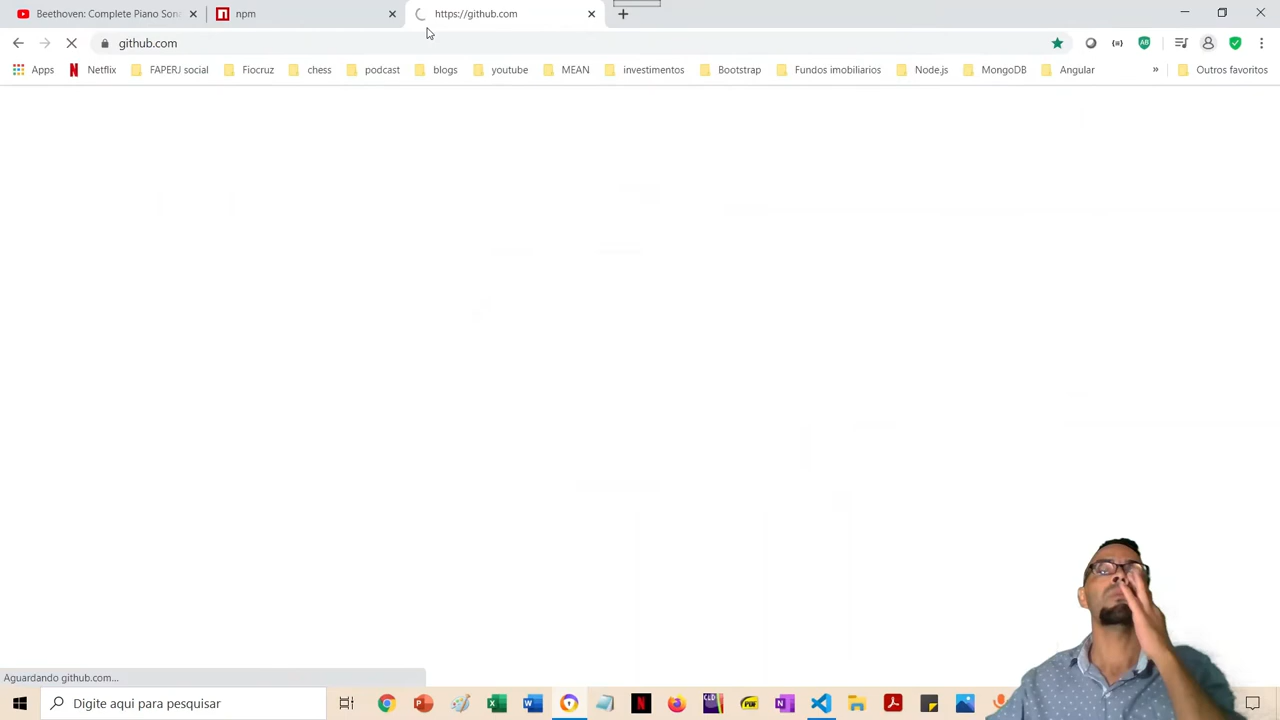 Beethoven: Complete Piano Son
npm
https://github.com
github.com
Apps
Netflix
FAPERJ social
Fiocruz
chess
podcast
blogs
youtube
MEAN
investimentos
Bootstrap
Fundos imobiliarios
Node.js
MongoDB
Angular
»
Outros favoritos
Aguardando github.com...
Digite aqui para pesquisar